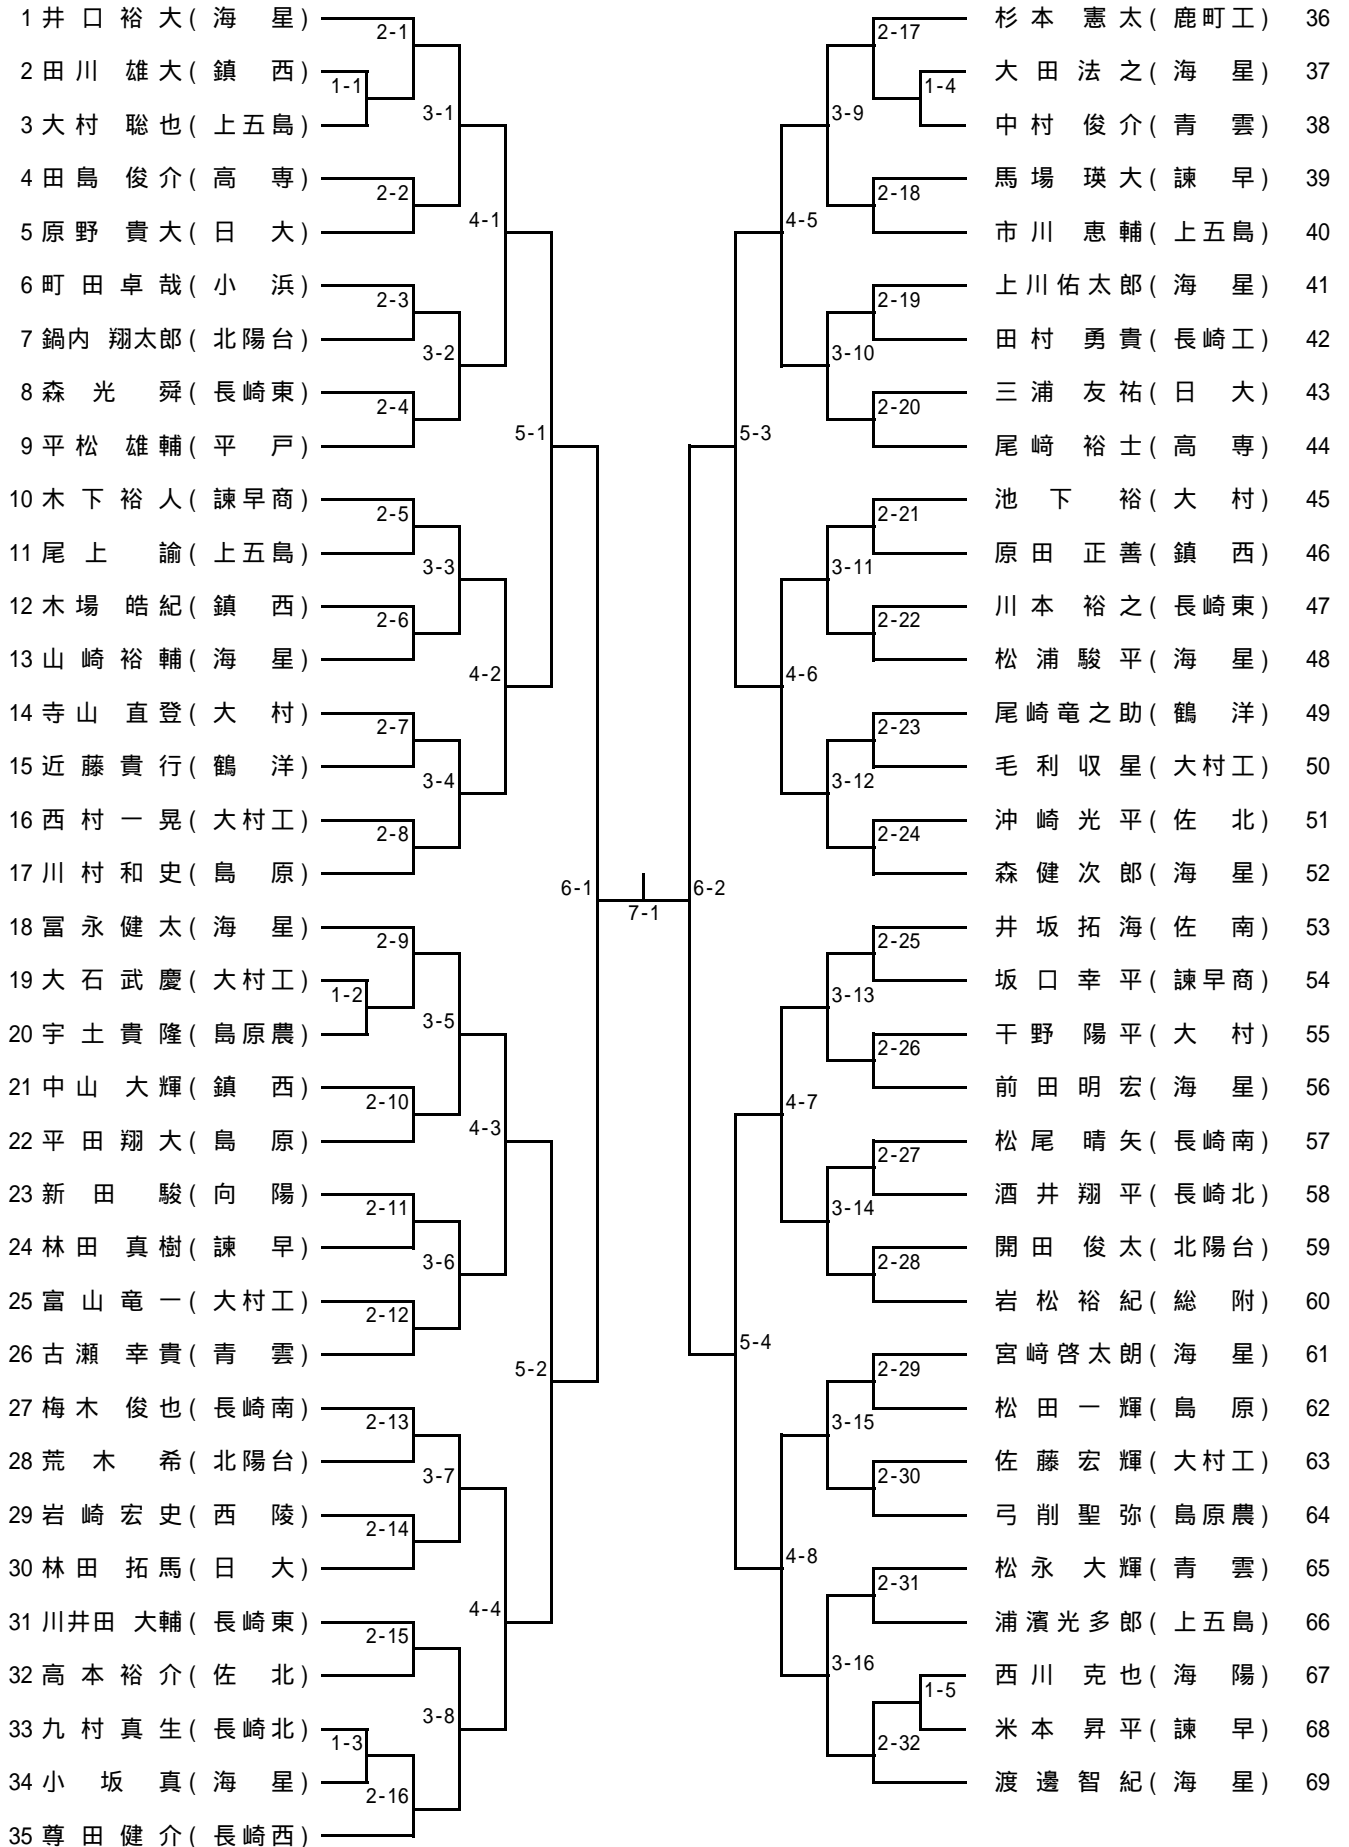 1 井口裕大(海星)
2 田川雄大(鎮西)
3 大村聡也(上五島)
4 田島俊介(高専)
5 原野貴大(日大)
6 町田卓哉(小浜)
7 鍋内翔太郎(北陽台)
8 森光舜(長崎東)
9 平松雄輔(平戸)
10 木下裕人(諫早商)
11 尾上諭(上五島)
12 木場皓紀(鎮西)
13 山崎裕輔(海星)
14 寺山直登(大村)
15 近藤貴行(鶴洋)
16 西村一晃(大村工)
17 川村和史(島原)
18 冨永健太(海星)
19 大石武慶(大村工)
20 宇土貴隆(島原農)
21 中山大輝(鎮西)
22 平田翔大(島原)
23 新田駿(向陽)
24 林田真樹(諫早)
25 富山竜一(大村工)
26 古瀬幸貴(青雲)
27 梅木俊也(長崎南)
28 荒木希(北陽台)
29 岩崎宏史(西陵)
30 林田拓馬(日大)
31 川井田大輔(長崎東)
32 高本裕介(佐北)
33 九村真生(長崎北)
34 小坂真(海星)
35 尊田健介(長崎西)
1-1
1-2
1-3
2-1
2-2
2-3
2-4
2-5
2-6
2-7
2-8
2-9
2-10
2-11
2-12
2-13
2-14
2-15
2-16
3-1
3-2
3-3
3-4
3-5
3-6
3-7
3-8
4-1
4-2
4-3
4-4
5-1
5-2
6-1
7-1
6-2
5-3
5-4
4-5
4-6
4-7
4-8
3-9
3-10
3-11
3-12
3-13
3-14
3-15
3-16
2-17
2-18
2-19
2-20
2-21
2-22
2-23
2-24
2-25
2-26
2-27
2-28
2-29
2-30
2-31
2-32
1-4
1-5
杉本憲太(鹿町工) 36
大田法之(海星) 37
中村俊介(青雲) 38
馬場瑛大(諫早) 39
市川恵輔(上五島) 40
上川佑太郎(海星) 41
田村勇貴(長崎工) 42
三浦友祐(日大) 43
尾﨑裕士(高専) 44
池下裕(大村) 45
原田正善(鎮西) 46
川本裕之(長崎東) 47
松浦駿平(海星) 48
尾崎竜之助(鶴洋) 49
毛利収星(大村工) 50
沖崎光平(佐北) 51
森健次郎(海星) 52
井坂拓海(佐南) 53
坂口幸平(諫早商) 54
干野陽平(大村) 55
前田明宏(海星) 56
松尾晴矢(長崎南) 57
酒井翔平(長崎北) 58
開田俊太(北陽台) 59
岩松裕紀(総附) 60
宮﨑啓太朗(海星) 61
松田一輝(島原) 62
佐藤宏輝(大村工) 63
弓削聖弥(島原農) 64
松永大輝(青雲) 65
浦濱光多郎(上五島) 66
西川克也(海陽) 67
米本昇平(諫早) 68
渡邊智紀(海星) 69